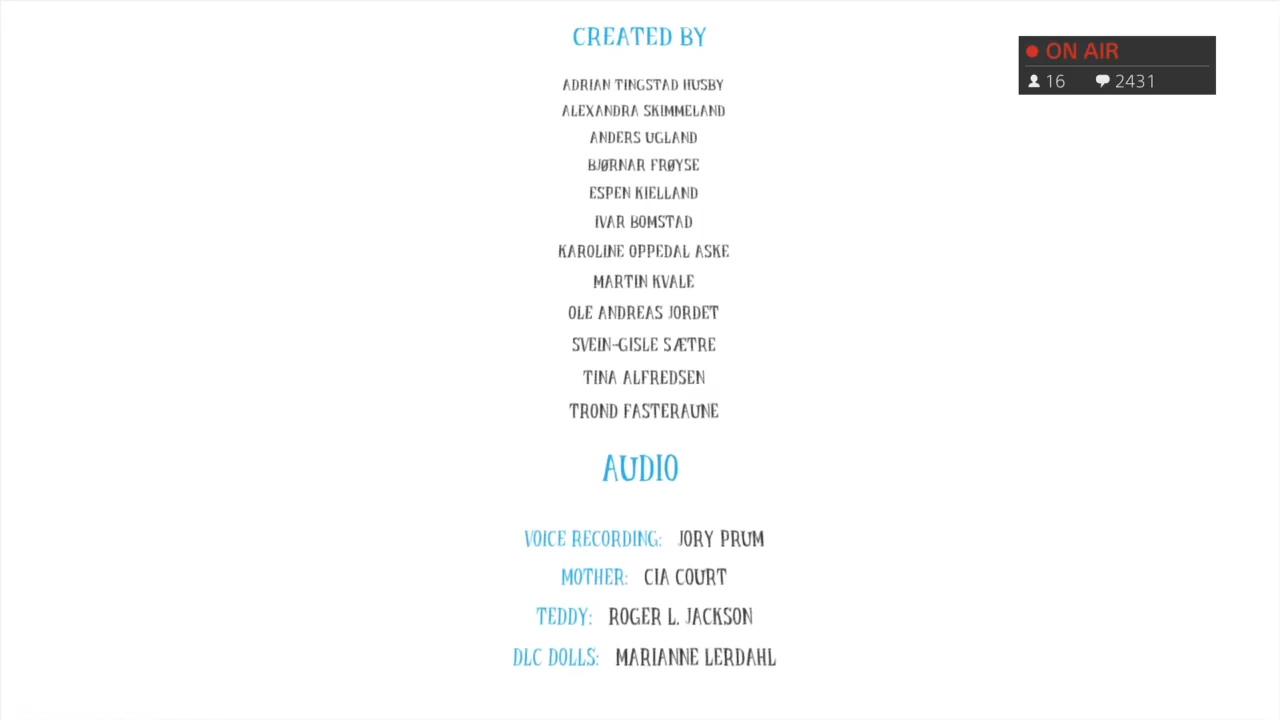 CREATED BY
ADRIAN TINGSTAD HUSBY
ALEXANDRA SKIMMELAND
ANDERS UGLAND
BJØRNAR FRØYSE
ESPEN KIELLAND
IVAR BOMSTAD
KAROLINE OPPEDAL ASKE
MARTIN KVALE
OLE ANDREAS JORDET
SVEIN-GISLE SÆTRE
TINA ALFREDSEN
TROND FASTERAUNE
AUDIO
VOICE RECORDING: JORY PRUM
MOTHER: CIA COURT
TEDDY: ROGER L. JACKSON
DLC DOLLS: MARIANNE LERDAHL
ON AIR
16 2431